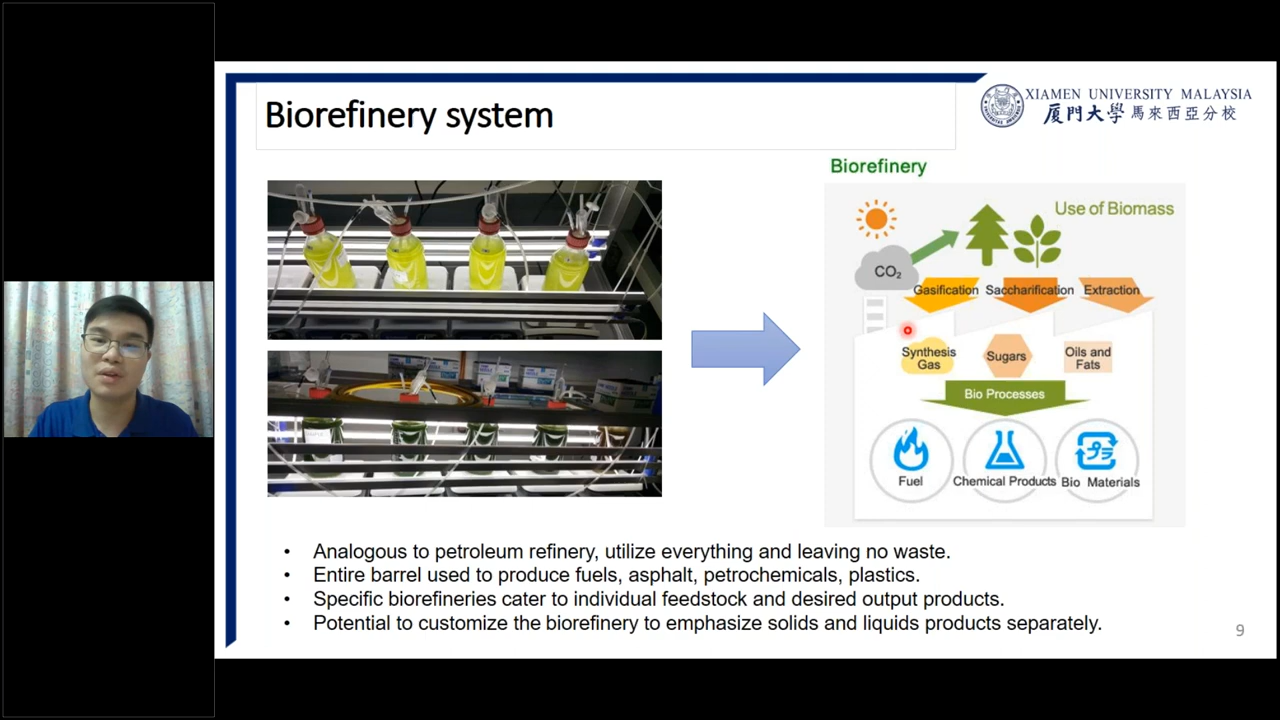 Biorefinery system
XIAMEN UNIVERSITY MALAYSIA
厦門大學 馬來西亞分校
Biorefinery
Use of Biomass
CO₂
Gasification Saccharification Extraction
Synthesis Gas
Sugars
Oils and Fats
Bio Processes
プラ
Fuel Chemical Products Bio Materials
• Analogous to petroleum refinery, utilize everything and leaving no waste.
• Entire barrel used to produce fuels, asphalt, petrochemicals, plastics.
• Specific biorefineries cater to individual feedstock and desired output products.
• Potential to customize the biorefinery to emphasize solids and liquids products separately.
9